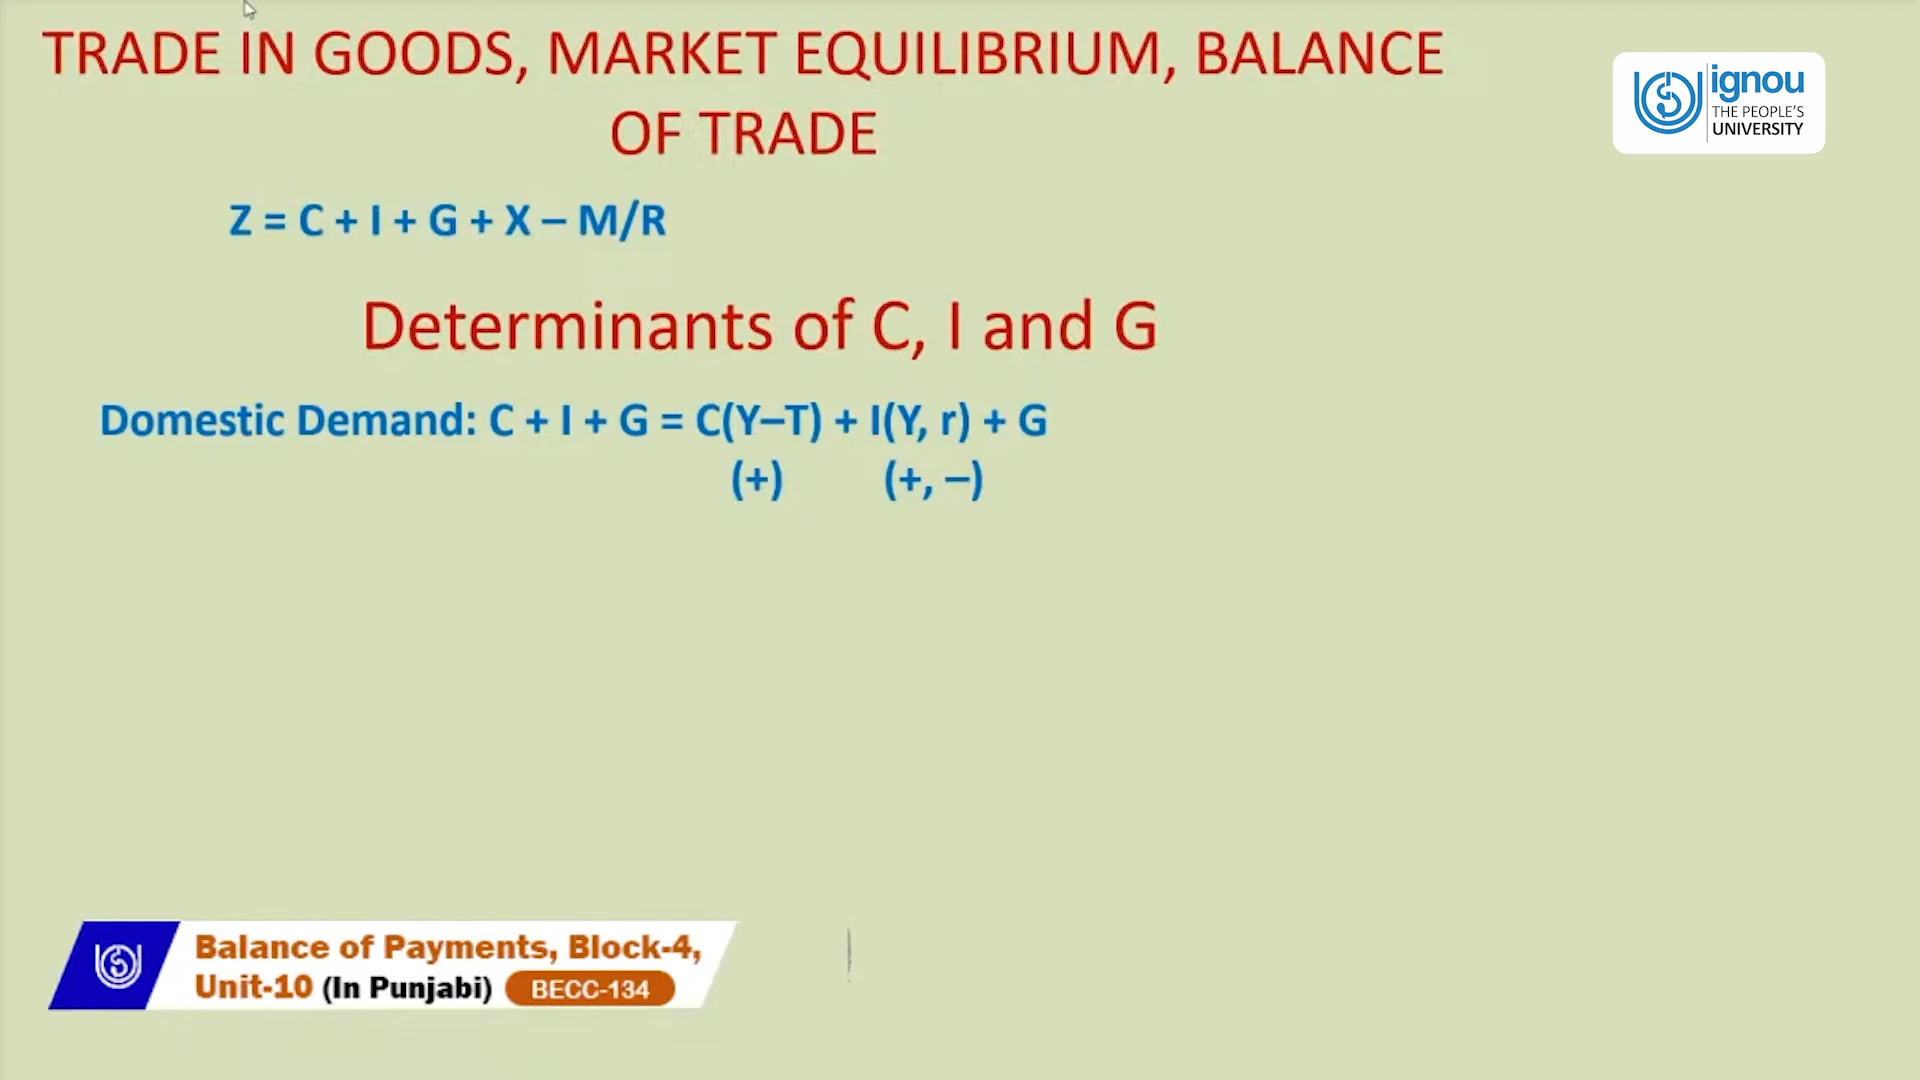 TRADE IN GOODS, MARKET EQUILIBRIUM, BALANCE
OF TRADE
ignou
THE PEOPLE'S
UNIVERSITY
Z = C + I + G + X – M/R
Determinants of C, I and G
Domestic Demand: C + I + G = C(Y–T) + I(Y, r) + G
(+) (+, –)
Balance of Payments, Block-4,
Unit-10 (In Punjabi) BECC-134